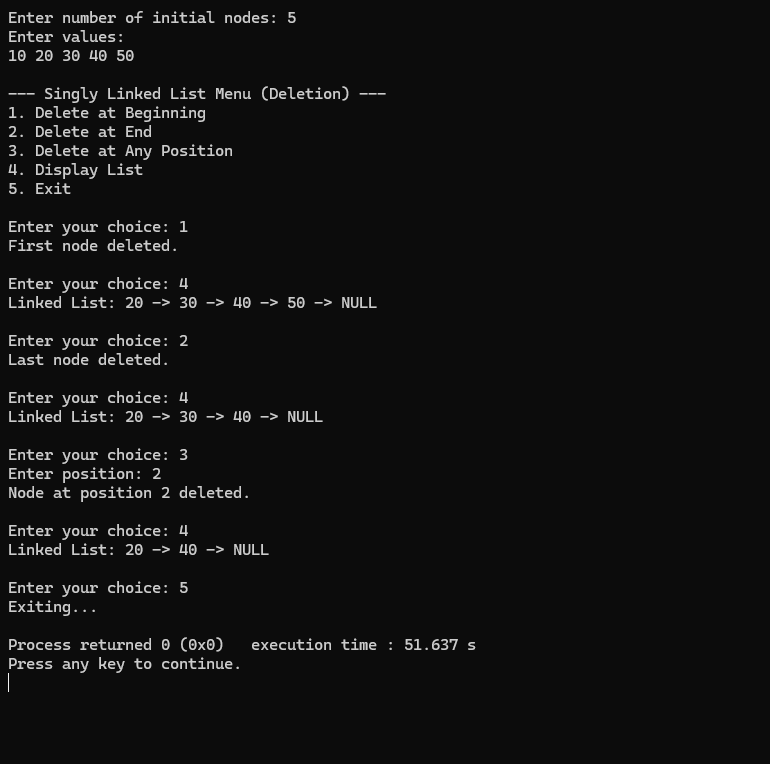 Enter number of initial nodes: 5
Enter values:
10 20 30 40 50
--- Singly Linked List Menu (Deletion) ---
1. Delete at Beginning
2. Delete at End
3. Delete at Any Position
4. Display List
5. Exit
Enter your choice: 1
First node deleted.
Enter your choice: 4
Linked List: 20 -> 30 -> 40 -> 50 -> NULL
Enter your choice: 2
Last node deleted.
Enter your choice: 4
Linked List: 20 -> 30 -> 40 -> NULL
Enter your choice: 3
Enter position: 2
Node at position 2 deleted.
Enter your choice: 4
Linked List: 20 -> 40 -> NULL
Enter your choice: 5
Exiting...
Process returned 0 (0x0)   execution time : 51.637 s
Press any key to continue.